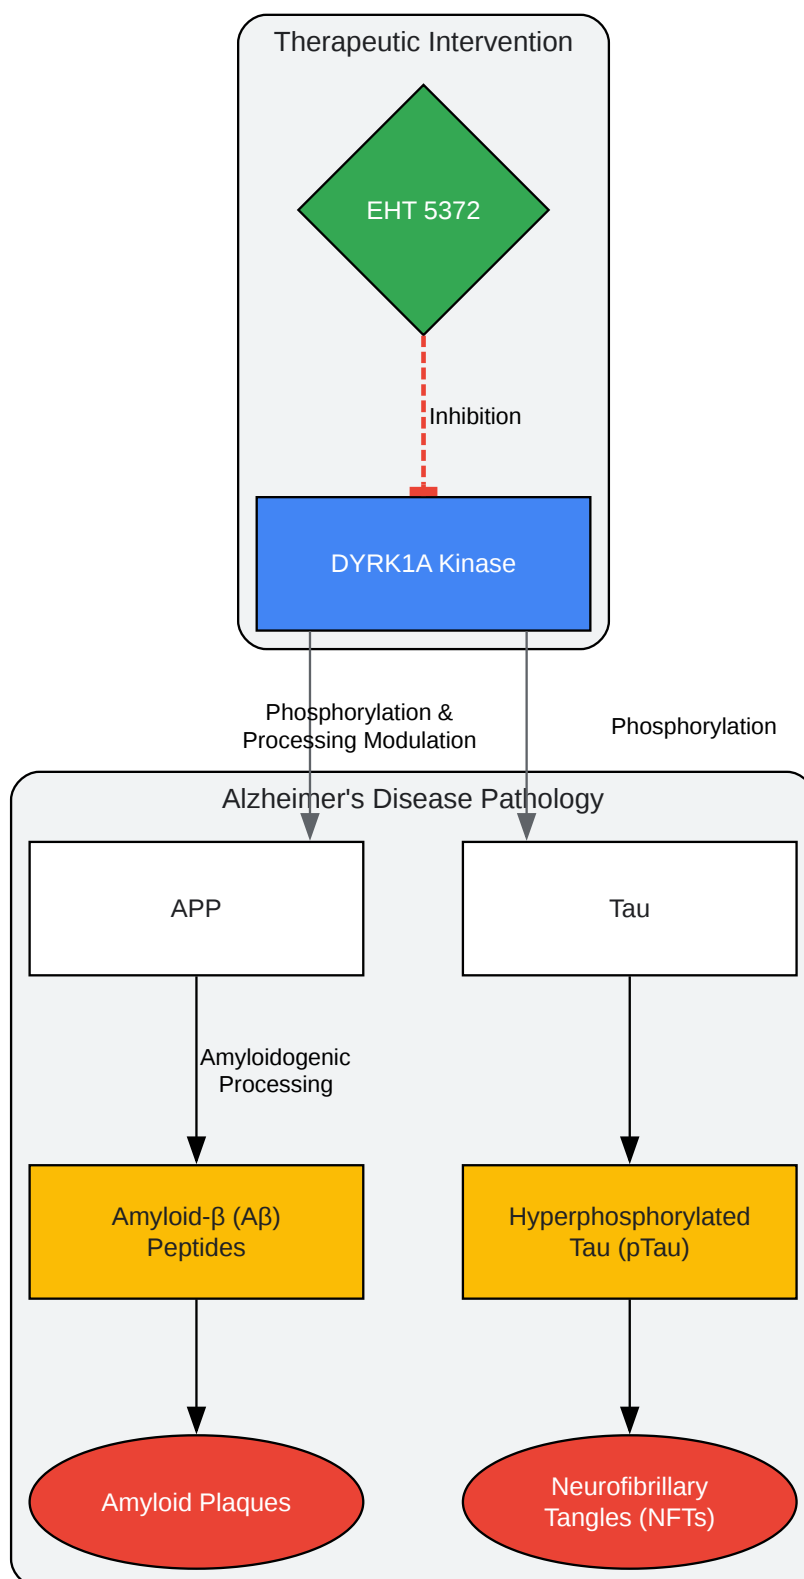 Therapeutic Intervention
EHT 5372
Inhibition
DYRK1A Kinase
Phosphorylation &
Processing Modulation
Phosphorylation
Alzheimer's Disease Pathology
APP
Tau
Amyloidogenic
Processing
Amyloid-β (Aβ)
Peptides
Hyperphosphorylated
Tau (pTau)
Amyloid Plaques
Neurofibrillary
Tangles (NFTs)